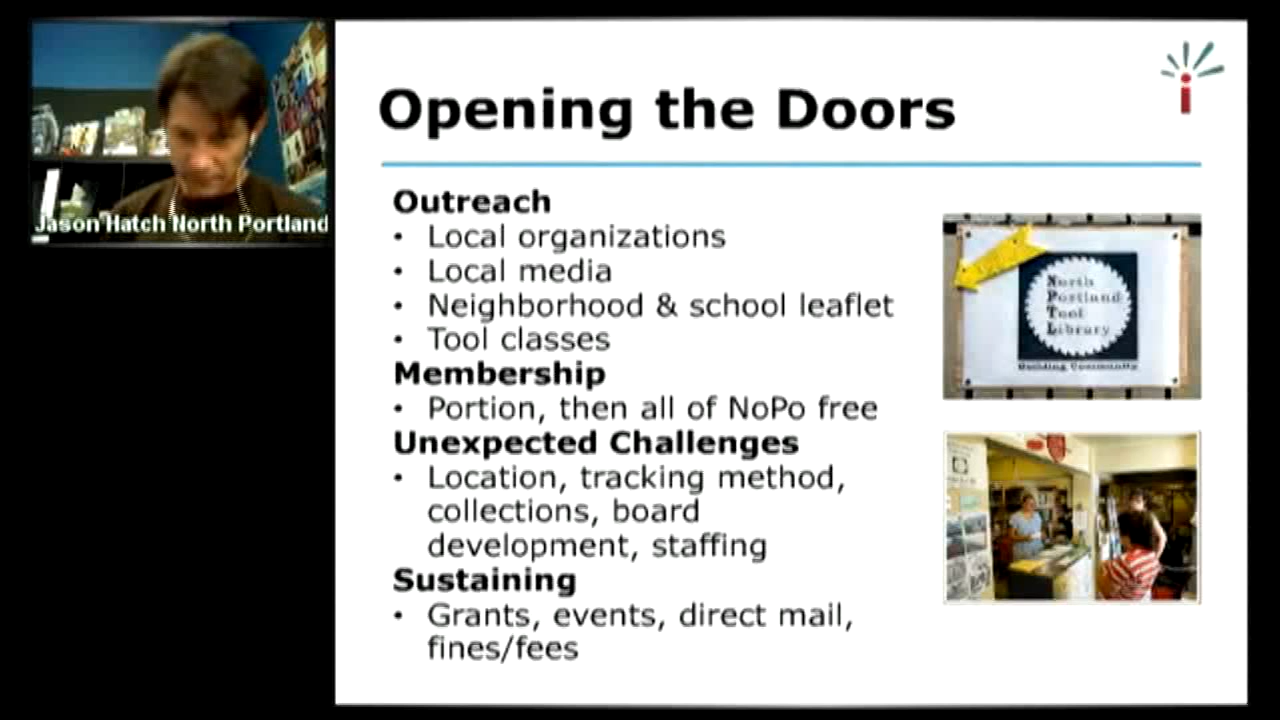 Opening the Doors
Jason Hatch North Portland
Outreach
• Local organizations
• Local media
• Neighborhood & school leaflet
• Tool classes
Membership
• Portion, then all of NoPo free
Unexpected Challenges
• Location, tracking method,
collections, board
development, staffing
Sustaining
• Grants, events, direct mail,
fines/fees
North
Portland
Tool
Library
Building Community